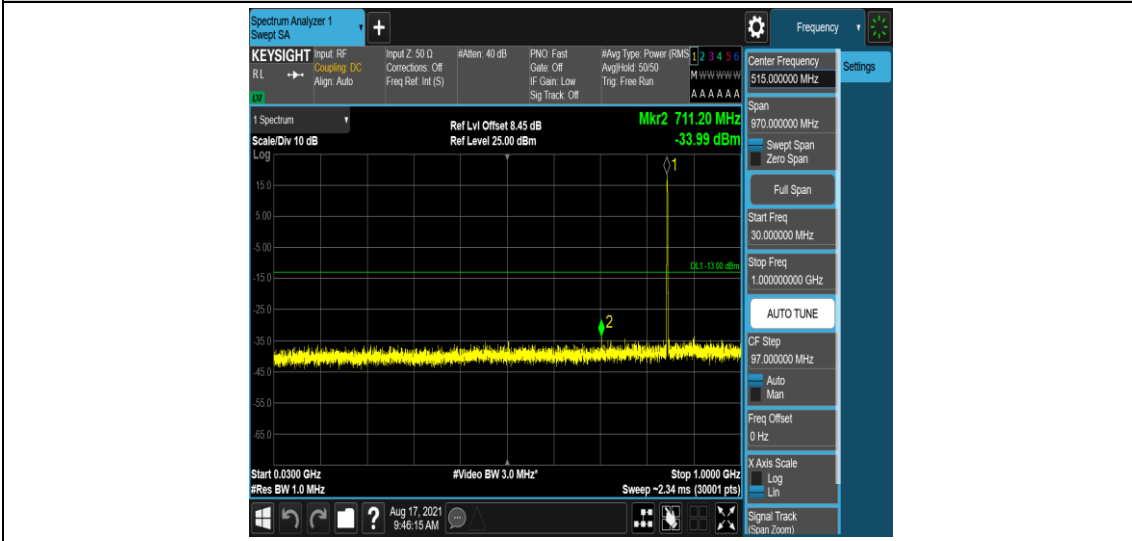 Spectrum Analyzer 1
Swept SA
+
Frequency
KEYSIGHT
RL
LXI
Input: RF
Coupling: DC
Align: Auto
Input Z: 50 Ω
Corrections: Off
Freq Ref: Int (S)
#Atten: 40 dB
PNO: Fast
Gate: Off
IF Gain: Low
Sig Track: Off
#Avg Type: Power (RMS
Avg|Hold: 50/50
Trig: Free Run
1 2 3 4 5 6
M W W W W W
A A A A A A
1 Spectrum
Scale/Div 10 dB
Ref Lvl Offset 8.45 dB
Ref Level 25.00 dBm
Mkr2 711.20 MHz
-33.99 dBm
Log
15.0
5.00
-5.00
-15.0
-25.0
-35.0
-45.0
-55.0
-65.0
1
DL1 -13.00 dBm
2
Start 0.0300 GHz
#Res BW 1.0 MHz
#Video BW 3.0 MHz*
Stop 1.0000 GHz
Sweep ~2.34 ms (30001 pts)
?
Aug 17, 2021
9:46:15 AM
Center Frequency
515.000000 MHz
Span
970.000000 MHz
Swept Span
Zero Span
Full Span
Start Freq
30.000000 MHz
Stop Freq
1.000000000 GHz
AUTO TUNE
CF Step
97.000000 MHz
Auto
Man
Freq Offset
0 Hz
X Axis Scale
Log
Lin
Signal Track
(Span Zoom)
Settings